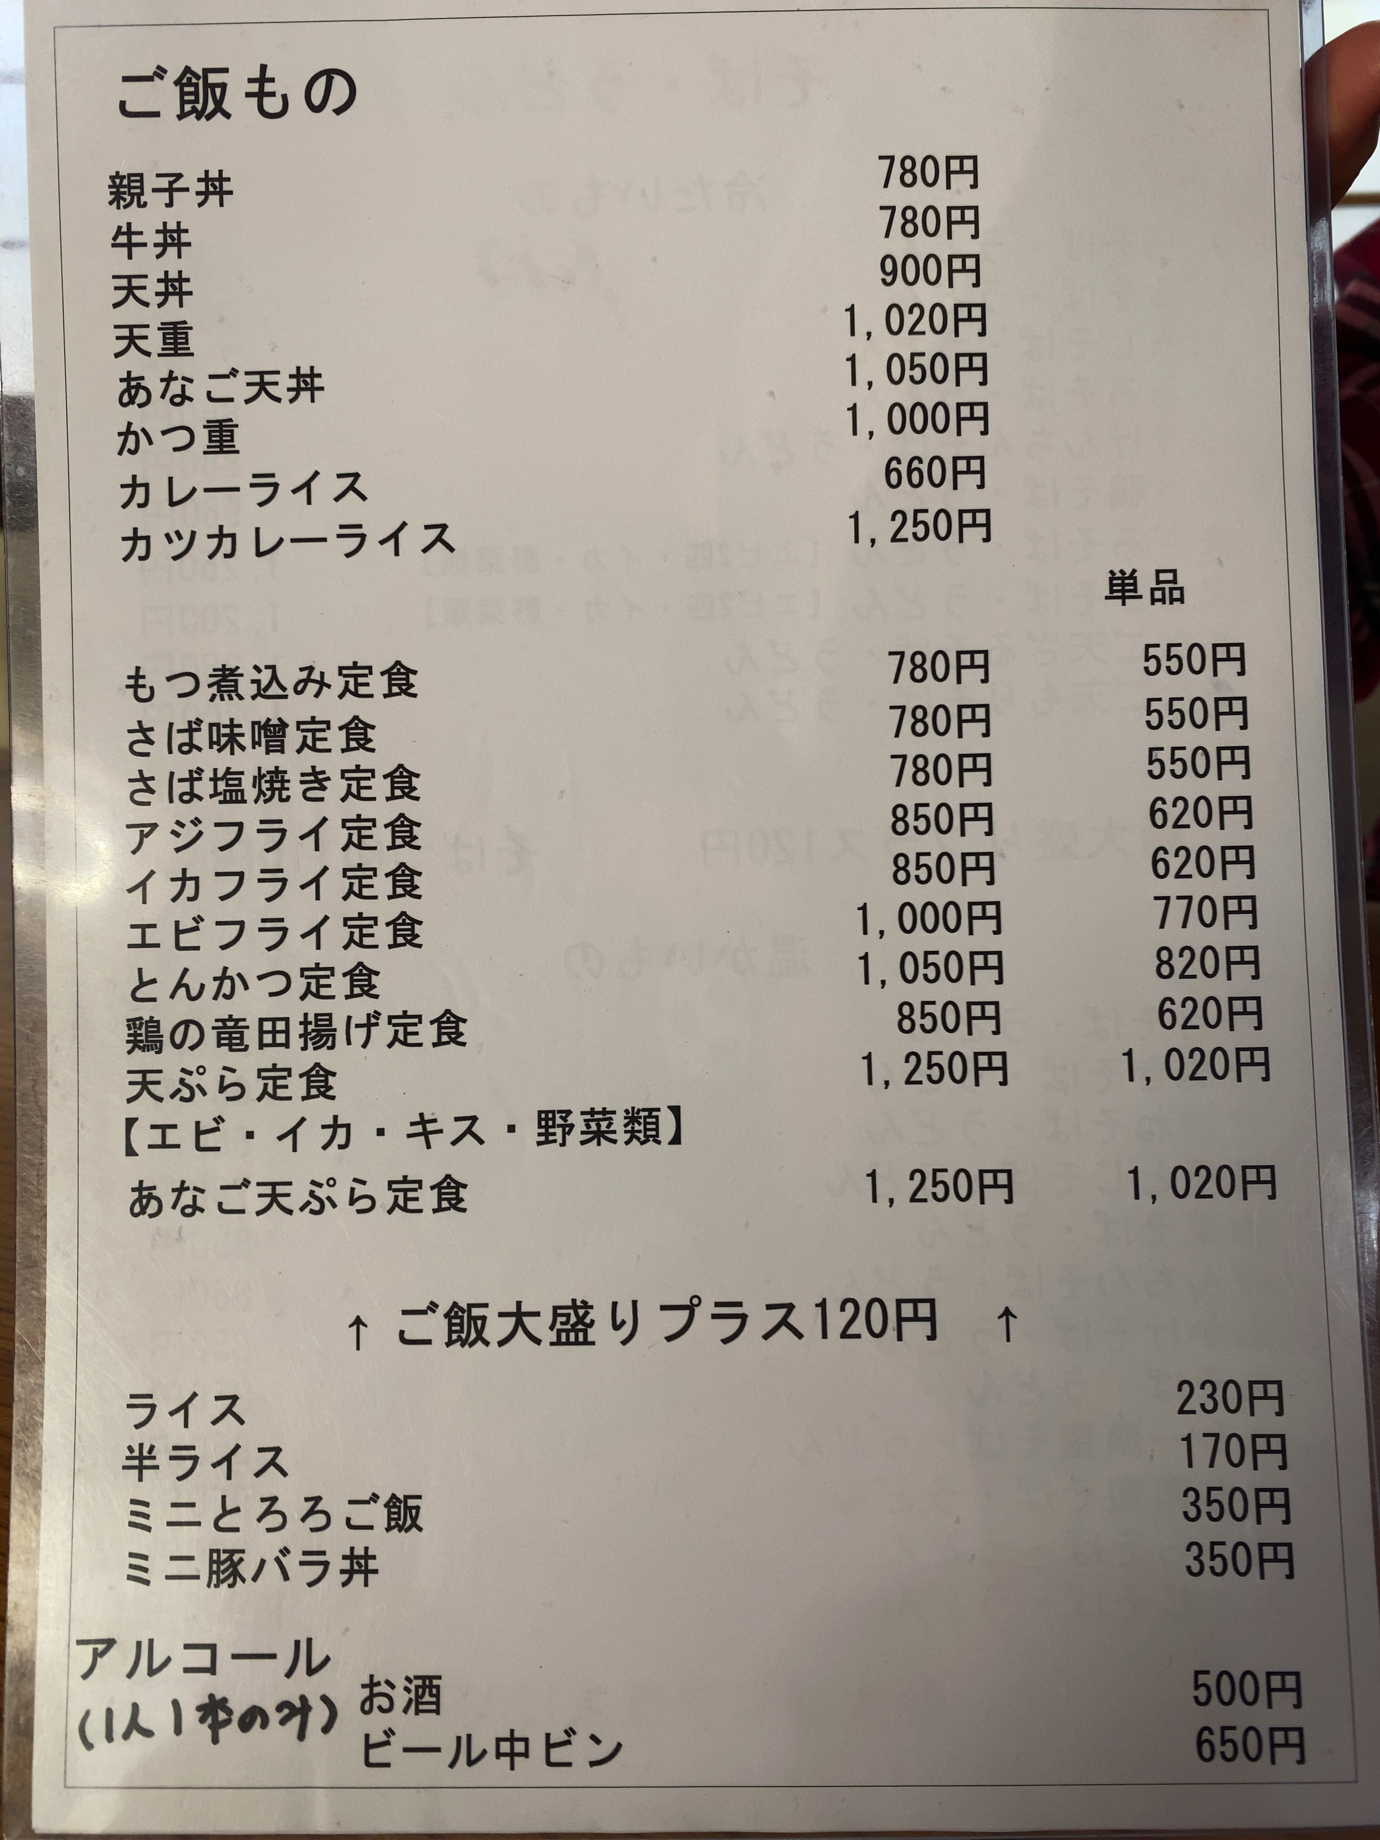 ご飯もの
親子丼 780円
牛丼 780円
天丼 900円
天重 1,020円
あなご天丼 1,050円
かつ重 1,000円
カレーライス 660円
カツカレーライス 1,250円
単品
もつ煮込み定食 780円 550円
さば味噌定食 780円 550円
さば塩焼き定食 780円 550円
アジフライ定食 850円 620円
イカフライ定食 850円 620円
エビフライ定食 1,000円 770円
とんかつ定食 1,050円 820円
鶏の竜田揚げ定食 850円 620円
天ぷら定食 1,250円 1,020円
【エビ・イカ・キス・野菜類】
あなご天ぷら定食 1,250円 1,020円
↑ ご飯大盛りプラス120円 ↑
ライス 230円
半ライス 170円
ミニとろろご飯 350円
ミニ豚バラ丼 350円
アルコール
(1人1本のみ)
お酒 500円
ビール中ビン 650円